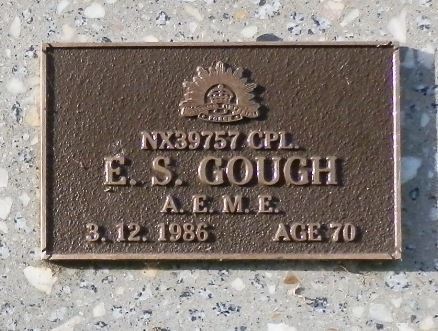 NX39757 CPL.
E. S. GOUGH
A. E. M. E.
3. 12. 1986 AGE 70